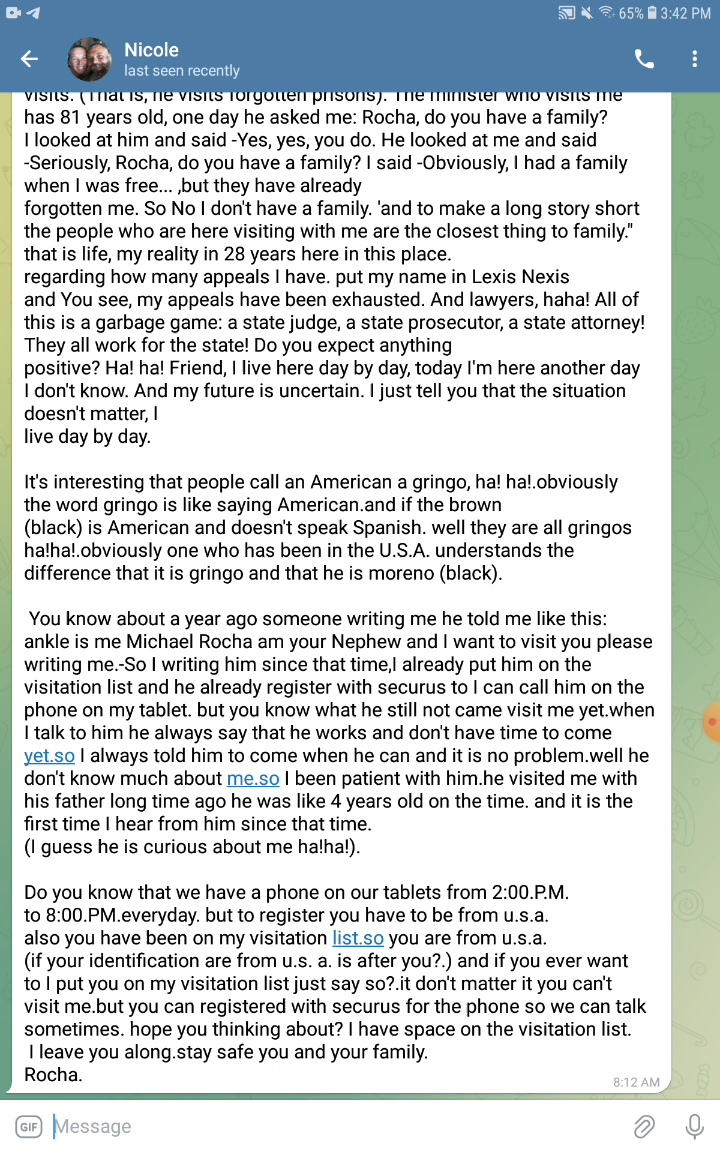 65% 3:42 PM
Nicole
last seen recently
visits. (That is, he visits forgotten prisons). The minister who visits me
has 81 years old, one day he asked me: Rocha, do you have a family?
I looked at him and said -Yes, yes, you do. He looked at me and said
-Seriously, Rocha, do you have a family? I said -Obviously, I had a family
when I was free... ,but they have already
forgotten me. So No I don't have a family. 'and to make a long story short
the people who are here visiting with me are the closest thing to family."
that is life, my reality in 28 years here in this place.
regarding how many appeals I have. put my name in Lexis Nexis
and You see, my appeals have been exhausted. And lawyers, haha! All of
this is a garbage game: a state judge, a state prosecutor, a state attorney!
They all work for the state! Do you expect anything
positive? Ha! ha! Friend, I live here day by day, today I'm here another day
I don't know. And my future is uncertain. I just tell you that the situation
doesn't matter, I
live day by day.
It's interesting that people call an American a gringo, ha! ha!.obviously
the word gringo is like saying American.and if the brown
(black) is American and doesn't speak Spanish. well they are all gringos
ha!ha!.obviously one who has been in the U.S.A. understands the
difference that it is gringo and that he is moreno (black).
You know about a year ago someone writing me he told me like this:
ankle is me Michael Rocha am your Nephew and I want to visit you please
writing me.-So I writing him since that time,I already put him on the
visitation list and he already register with securus to I can call him on the
phone on my tablet. but you know what he still not came visit me yet.when
I talk to him he always say that he works and don't have time to come
yet.so I always told him to come when he can and it is no problem.well he
don't know much about me.so I been patient with him.he visited me with
his father long time ago he was like 4 years old on the time. and it is the
first time I hear from him since that time.
(I guess he is curious about me ha!ha!).
Do you know that we have a phone on our tablets from 2:00.P.M.
to 8:00.PM.everyday. but to register you have to be from u.s.a.
also you have been on my visitation list.so you are from u.s.a.
(if your identification are from u.s. a. is after you?.) and if you ever want
to I put you on my visitation list just say so?.it don't matter it you can't
visit me.but you can registered with securus for the phone so we can talk
sometimes. hope you thinking about? I have space on the visitation list.
I leave you along.stay safe you and your family.
Rocha.
8:12 AM
GIF Message